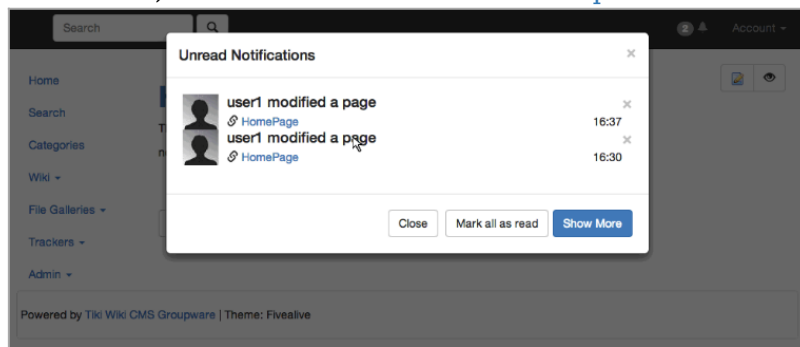 Search
2
Account
Unread Notifications
×
Home
user1 modified a page
×
HomePage
16:37
Search
user1 modified a page
×
HomePage
16:30
Categories
Wiki
File Galleries
Close
Mark all as read
Show More
Trackers
Admin
Powered by Tiki Wiki CMS Groupware | Theme: Fivealive